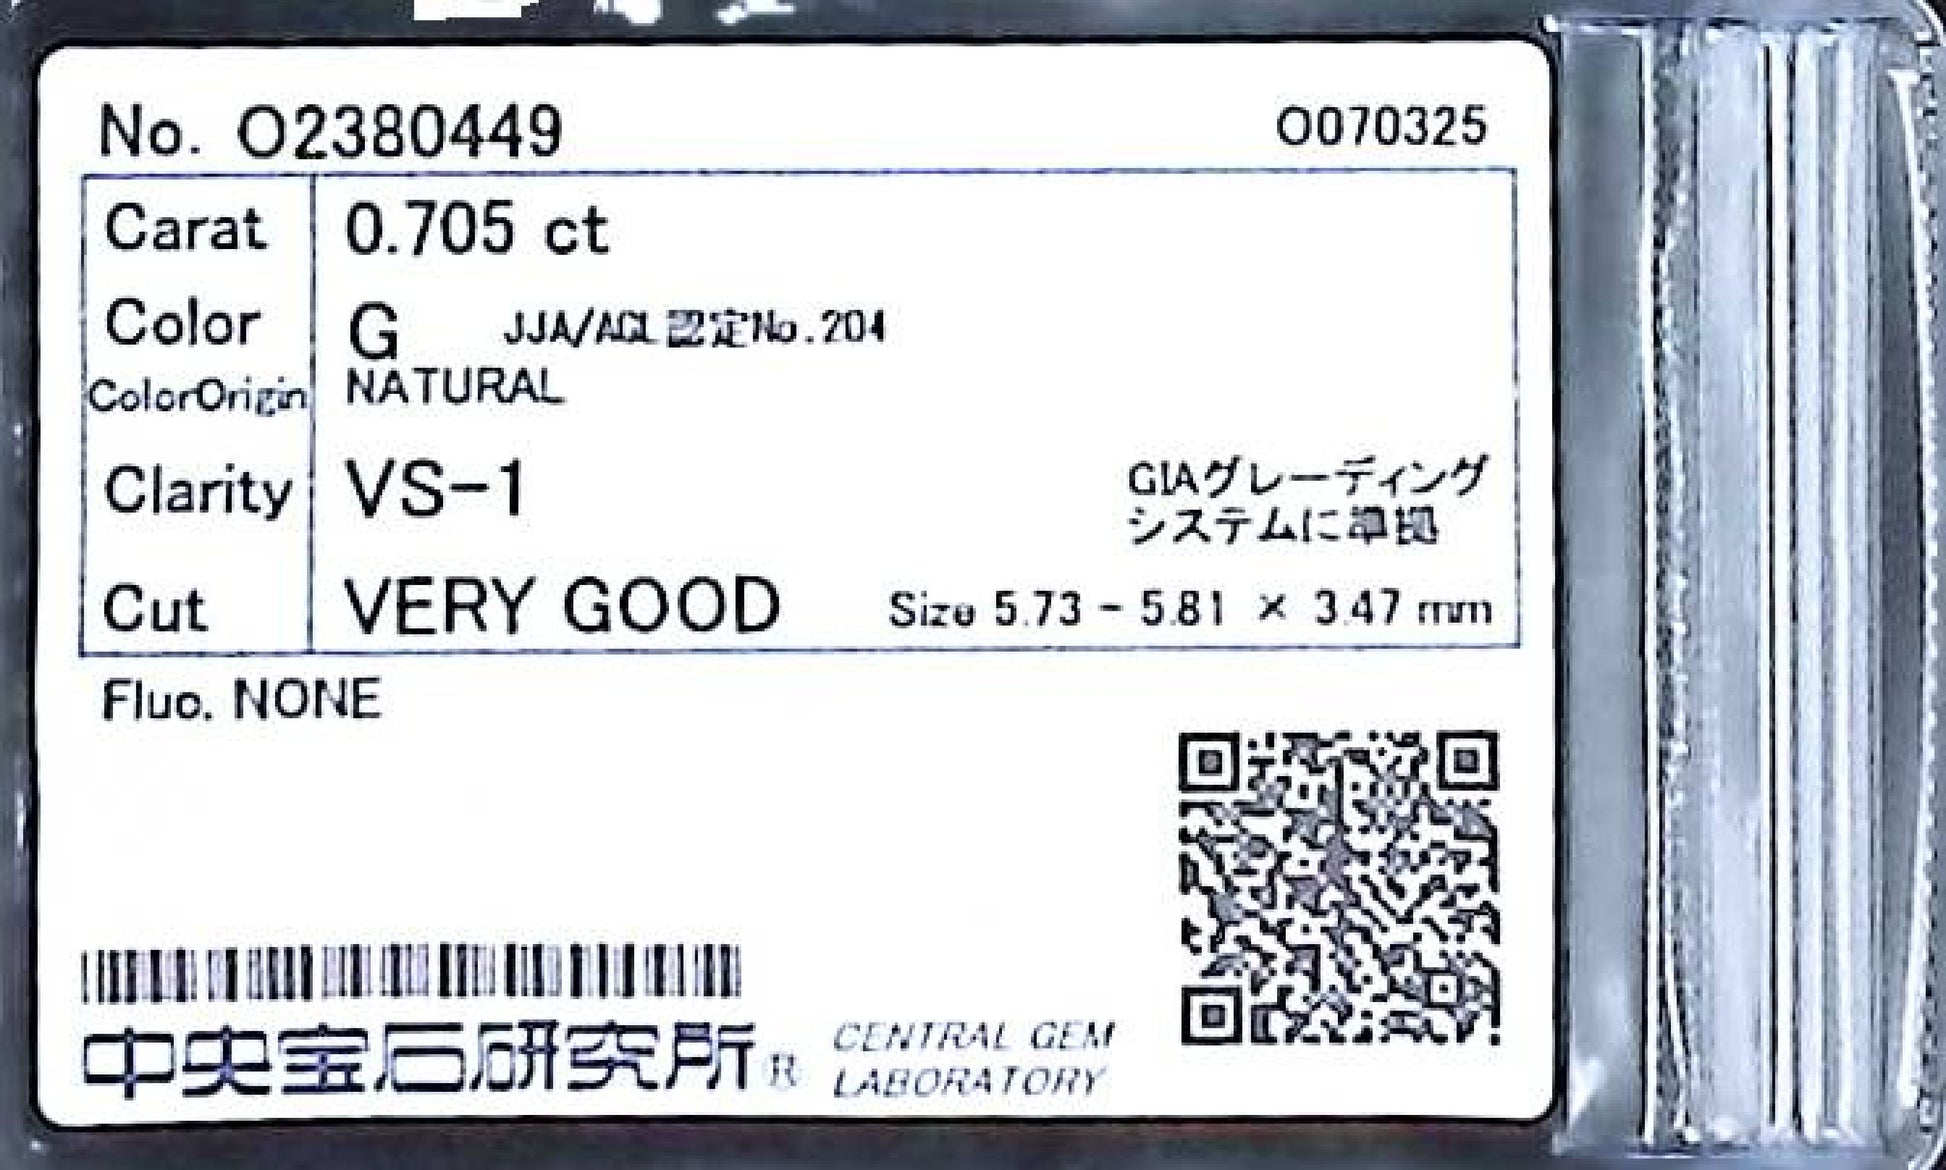 No. O2380449 O070325
Carat 0.705 ct
Color G JJA/AGL認定No.204
ColorOrigin NATURAL
Clarity VS-1 GIAグレーディング
システムに準拠
Cut VERY GOOD Size 5.73 - 5.81 × 3.47 mm
Fluo. NONE
中央宝石研究所® CENTRAL GEM
LABORATORY